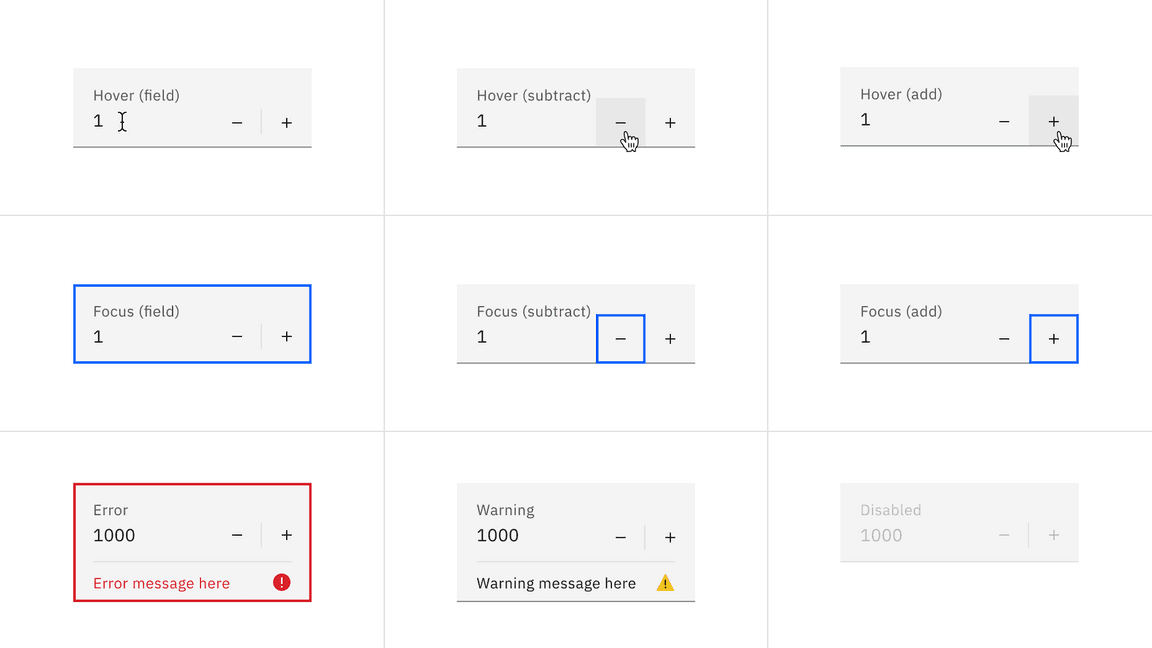 Hover (field)
1 − +
Hover (subtract)
1 − +
Hover (add)
1 − +
Focus (field)
1 − +
Focus (subtract)
1 − +
Focus (add)
1 − +
Error
1000 − +
Error message here !
Warning
1000 − +
Warning message here !
Disabled
1000 − +